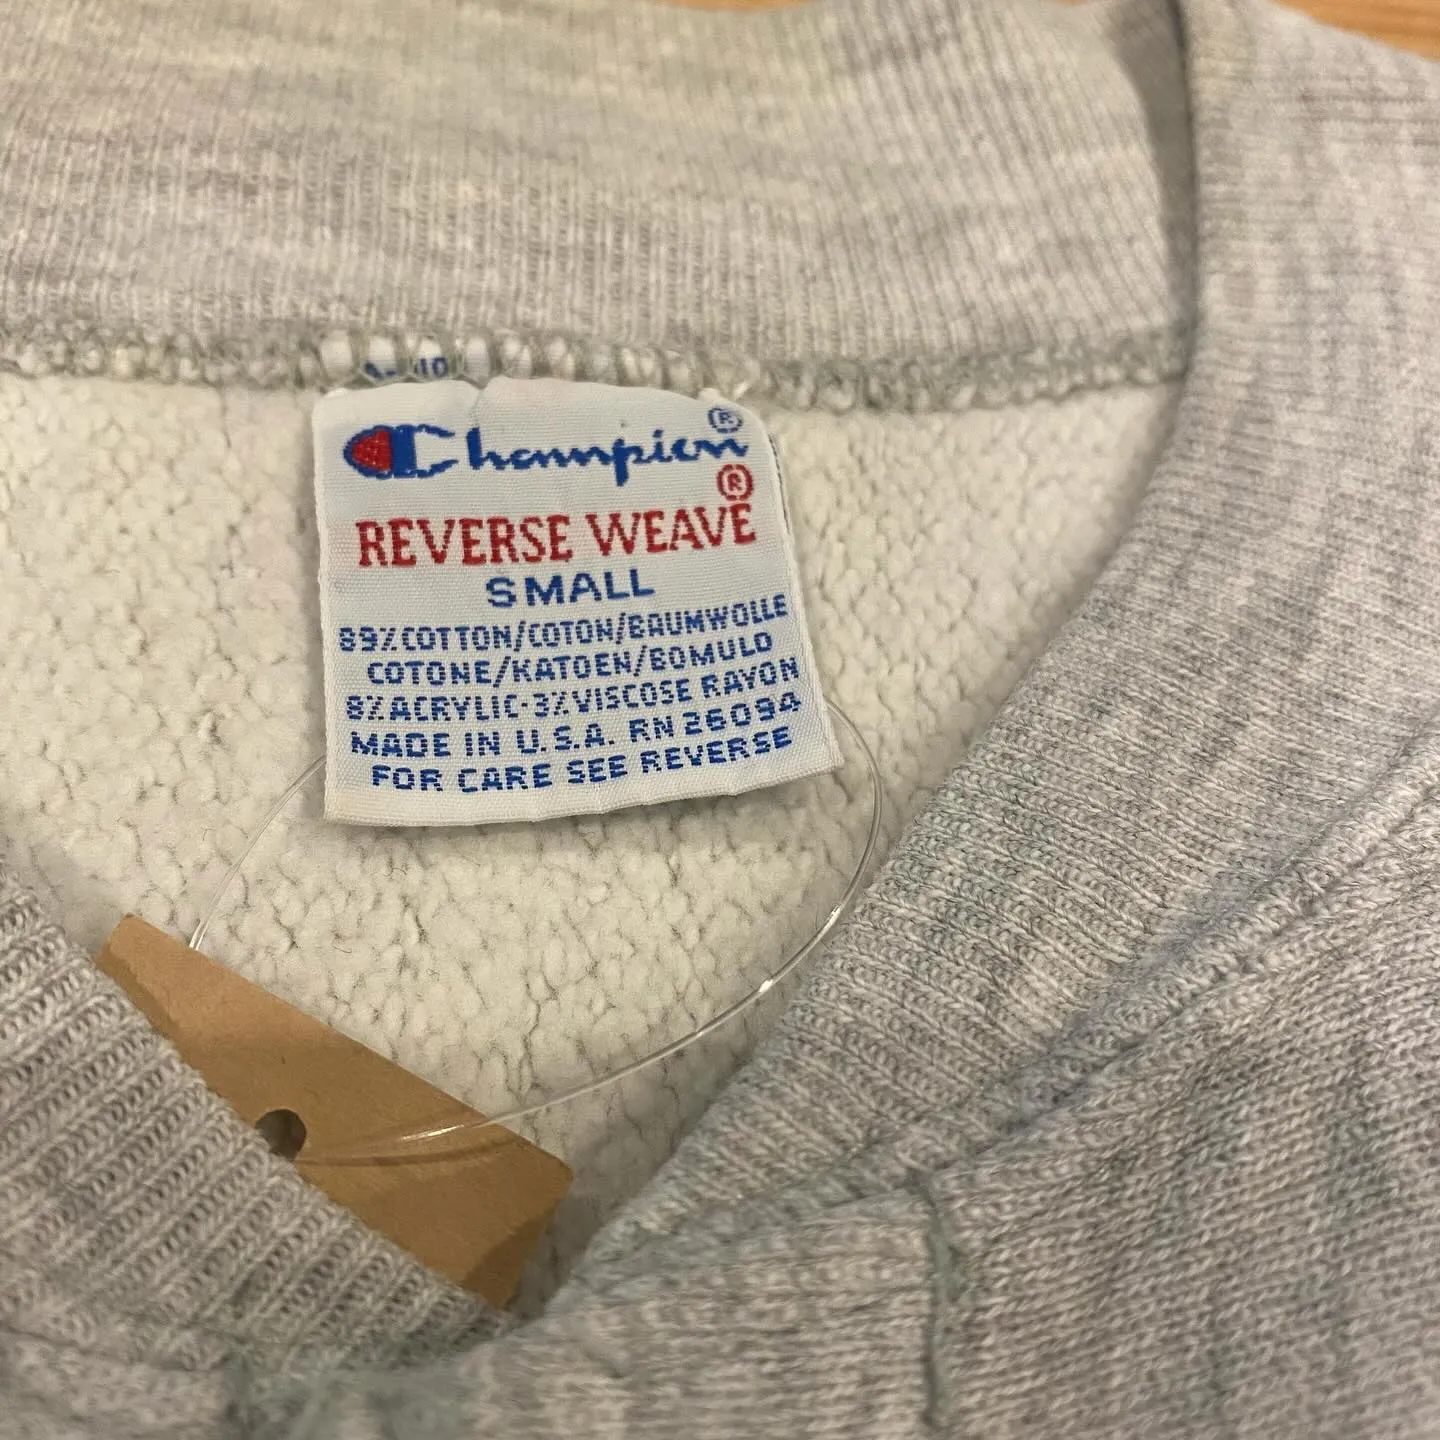 Champion®
REVERSE WEAVE®
SMALL
89%COTTON/COTON/BAUMWOLLE
COTONE/KATOEN/BOMULD
8%ACRYLIC-3%VISCOSE RAYON
MADE IN U.S.A. RN 26094
FOR CARE SEE REVERSE